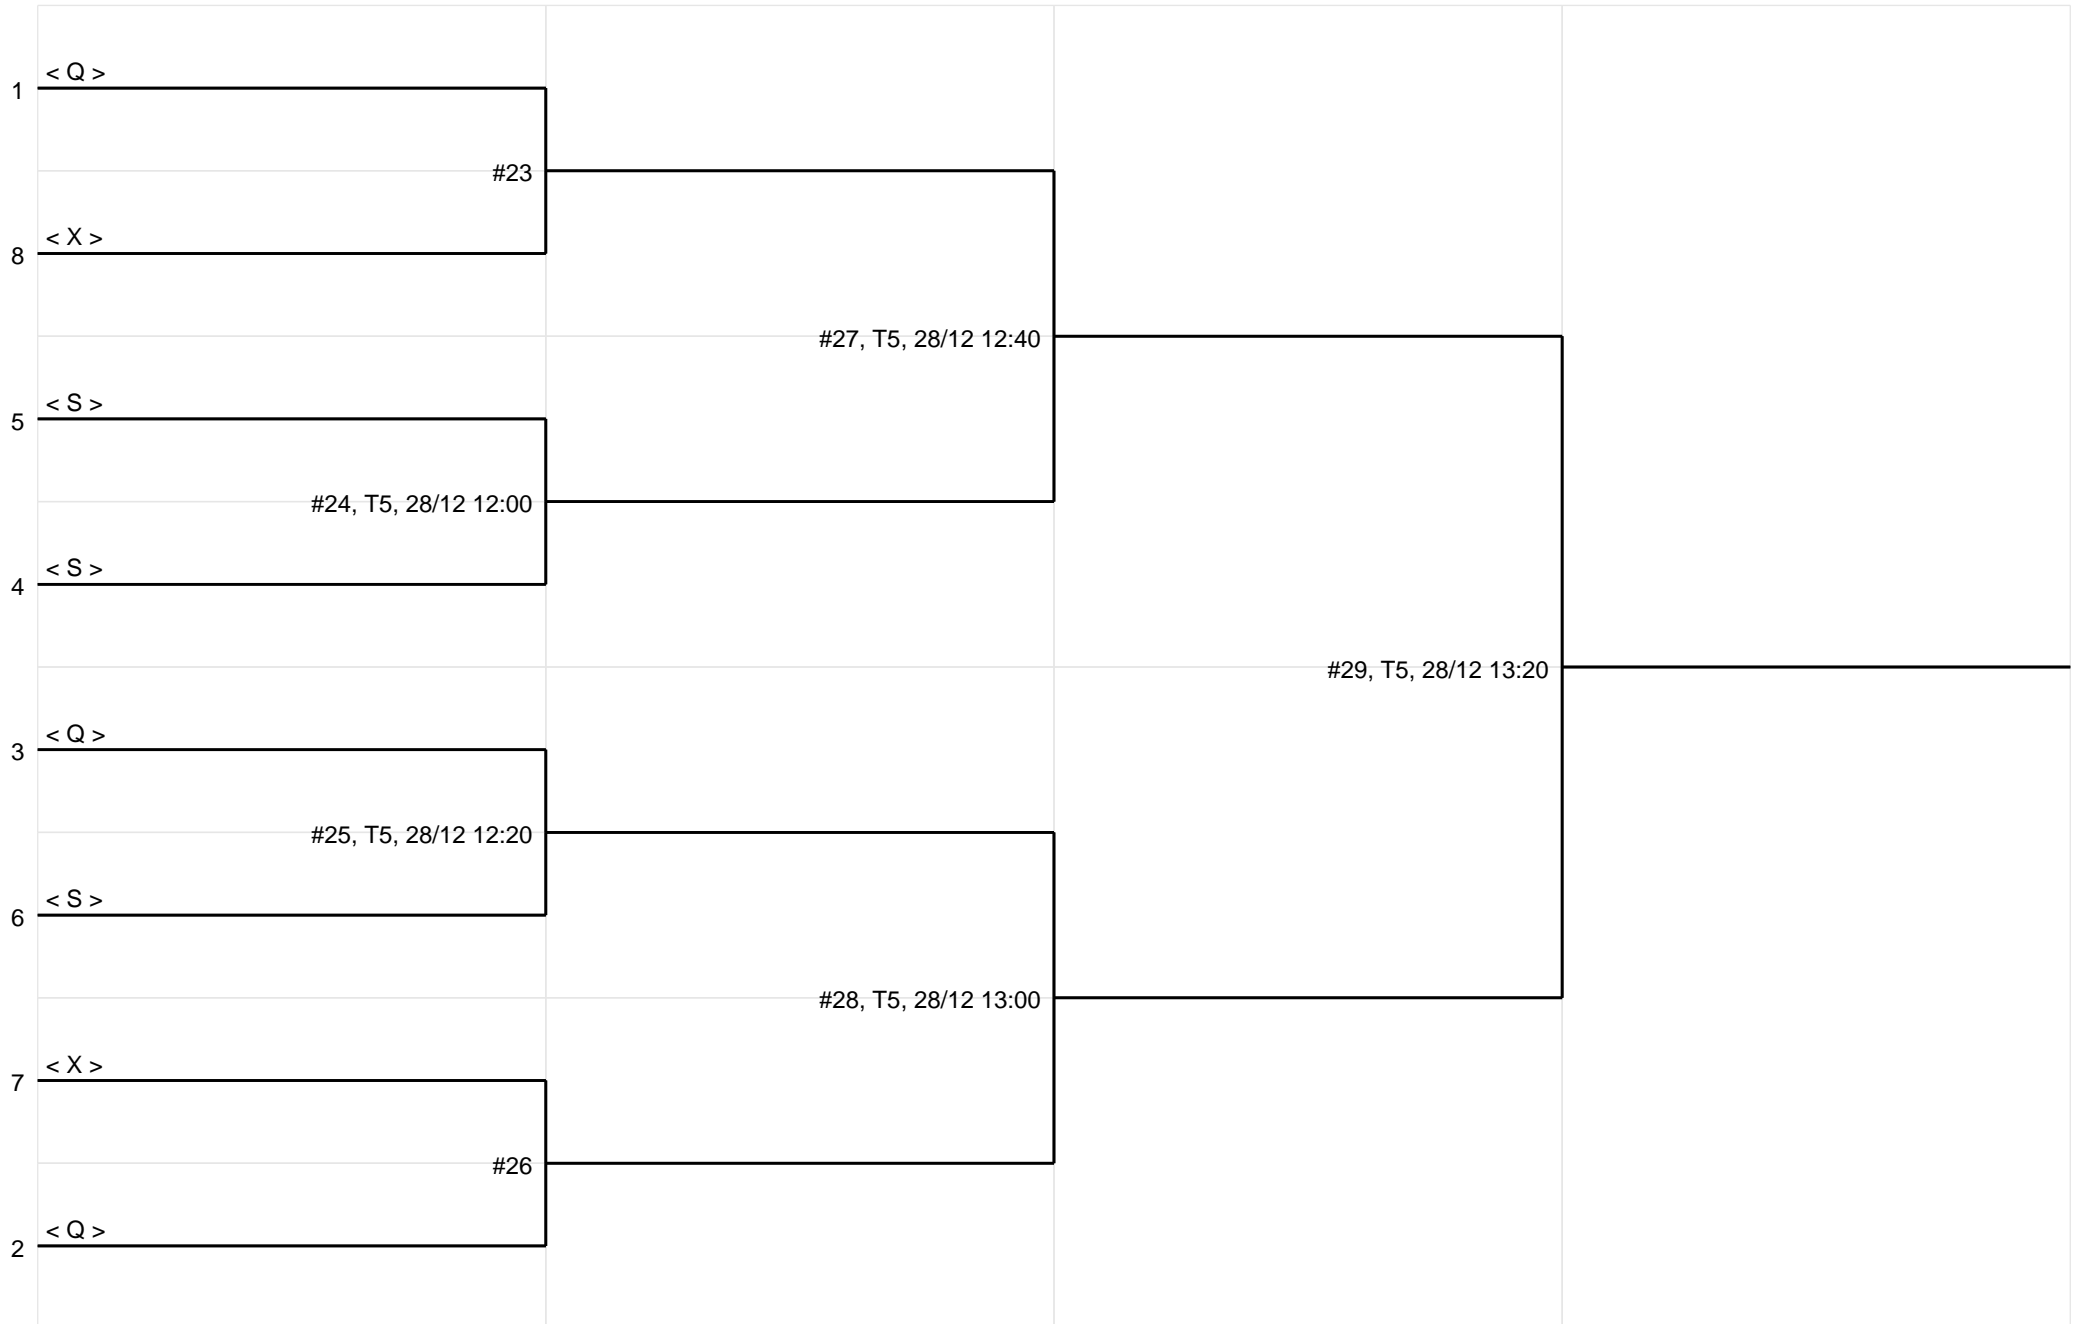 < Q >
1
#23
< X >
8
#27, T5, 28/12 12:40
< S >
5
#24, T5, 28/12 12:00
< S >
4
#29, T5, 28/12 13:20
< Q >
3
#25, T5, 28/12 12:20
< S >
6
#28, T5, 28/12 13:00
< X >
7
#26
< Q >
2